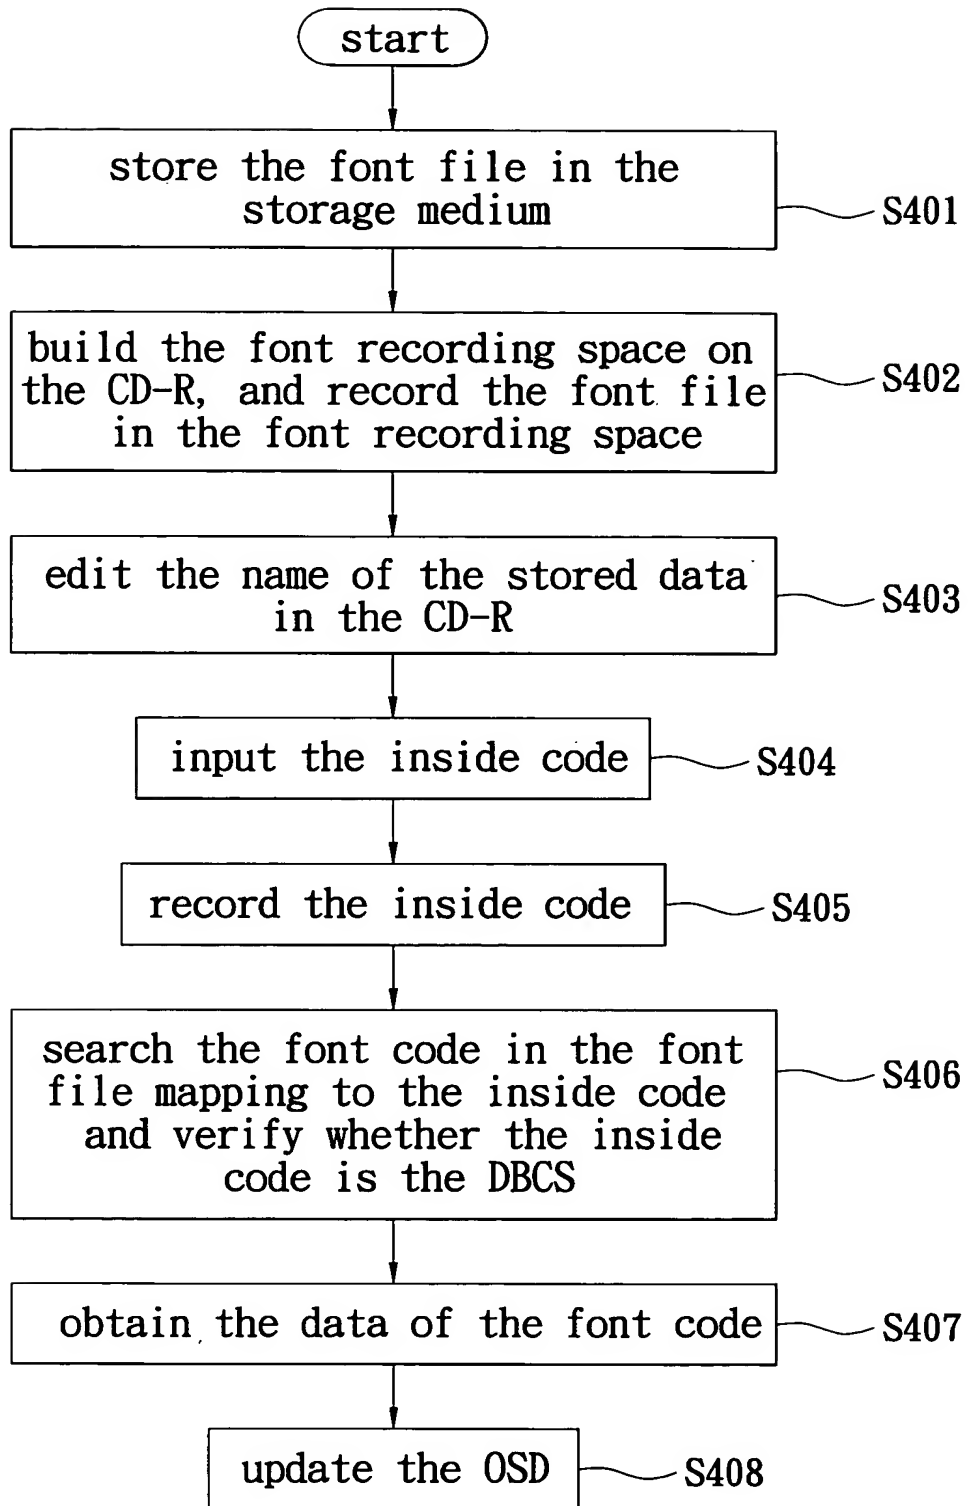 start
store the font file in the
storage medium
S401
build the font recording space on
the CD-R, and record the font file
in the font recording space
S402
edit the name of the stored data
in the CD-R
S403
input the inside code
S404
record the inside code
S405
search the font code in the font
file mapping to the inside code
and verify whether the inside
code is the DBCS
S406
obtain the data of the font code
S407
update the OSD
S408